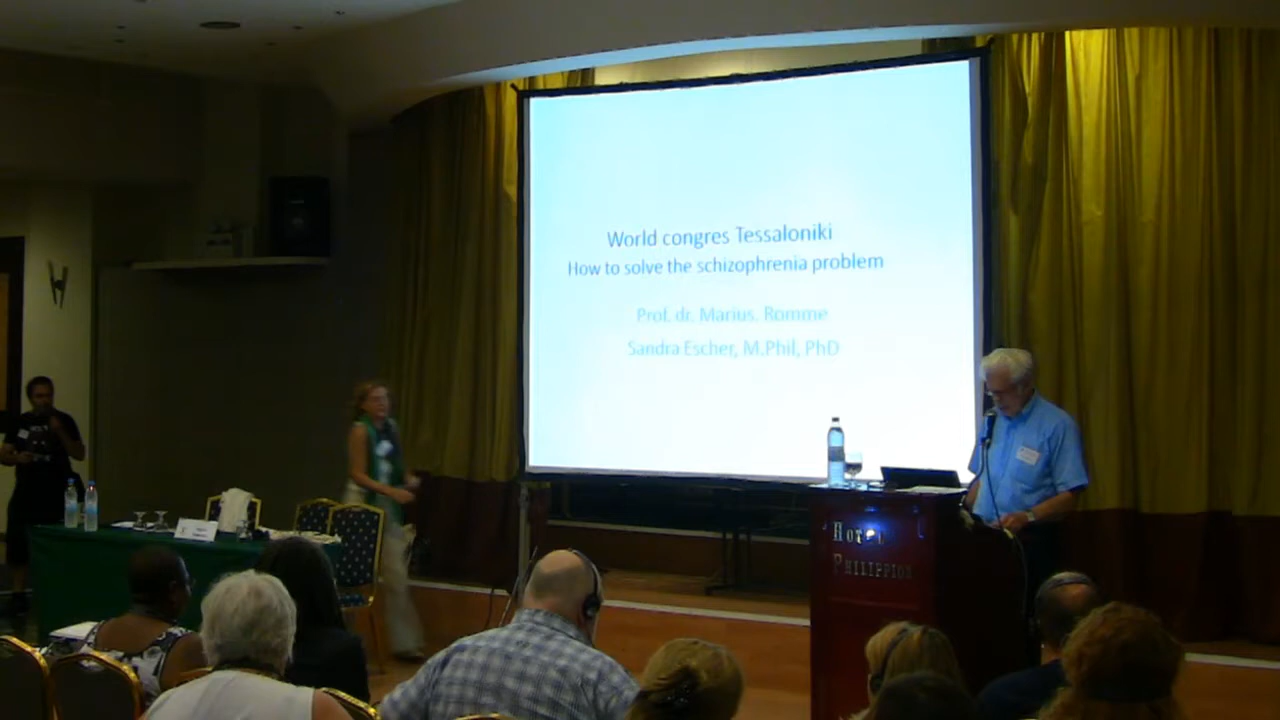 World congres Tessaloniki
How to solve the schizophrenia problem
Prof. dr. Marius. Romme
Sandra Escher, M.Phil, PhD
HOTEL
PHILIPPION